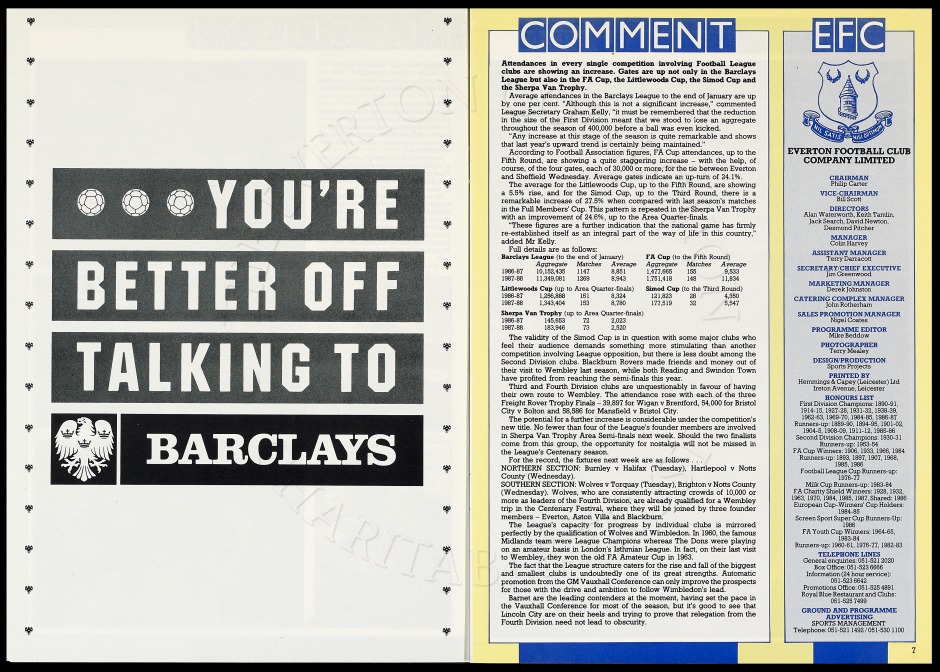 YOU'RE
BETTER OFF
TALKING TO
BARCLAYS
COMMENT
Attendances in every single competition involving Football League
clubs are showing an increase. Gates are up not only in the Barclays
League but also in the FA Cup, the Littlewoods Cup, the Simod Cup and
the Sherpa Van Trophy.
Average attendances in the Barclays League to the end of January are up
by one per cent. "Although this is not a significant increase," commented
League Secretary Graham Kelly, "it must be remembered that the reduction
in the size of the First Division meant that we stood to lose an aggregate
throughout the season of 400,000 before a ball was even kicked.
"Any increase at this stage of the season is quite remarkable and shows
that last year's upward trend is certainly being maintained."
According to Football Association figures, FA Cup attendances, up to the
Fifth Round, are showing a quite staggering increase – with the help, of
course, of the four gates, each of 30,000 or more, for the tie between Everton
and Sheffield Wednesday. Average gates indicate an up-turn of 24.1%.
The average for the Littlewoods Cup, up to the Fifth Round, are showing
a 5.5% rise, and for the Simod Cup, up to the Third Round, there is a
remarkable increase of 27.5% when compared with last season's matches
in the Full Members' Cup. This pattern is repeated in the Sherpa Van Trophy
with an improvement of 24.6%, up to the Area Quarter-finals.
"These figures are a further indication that the national game has firmly
re-established itself as an integral part of the way of life in this country,"
added Mr Kelly.
Full details are as follows:
Barclays League (to the end of January) FA Cup (to the Fifth Round)
Aggregate Matches Average Aggregate Matches Average
1986-87 10,152,435 1147 8,851 1,477,665 155 9,533
1987-88 11,349,081 1269 8,943 1,751,418 148 11,834
Littlewoods Cup (up to Area Quarter-finals) Simod Cup (to the Third Round)
1986-87 1,256,888 151 8,324 121,823 28 4,350
1987-88 1,343,404 153 8,780 177,519 32 5,547
Sherpa Van Trophy (up to Area Quarter-finals)
1986-87 145,653 72 2,023
1987-88 183,946 73 2,520
The validity of the Simod Cup is in question with some major clubs who
feel their audience demands something more stimulating than another
competition involving League opposition, but there is less doubt among the
Second Division clubs. Blackburn Rovers made friends and money out of
their visit to Wembley last season, while both Reading and Swindon Town
have profited from reaching the semi-finals this year.
Third and Fourth Division clubs are unquestionably in favour of having
their own route to Wembley. The attendance rose with each of the three
Freight Rover Trophy Finals – 39,897 for Wigan v Brentford, 54,000 for Bristol
City v Bolton and 58,586 for Mansfield v Bristol City.
The potential for a further increase is considerable under the competition's
new title. No fewer than four of the League's founder members are involved
in Sherpa Van Trophy Area Semi-finals next week. Should the two finalists
come from this group, the opportunity for nostalgia will not be missed in
the League's Centenary season.
For the record, the fixtures next week are as follows . . .
NORTHERN SECTION: Burnley v Halifax (Tuesday), Hartlepool v Notts
County (Wednesday).
SOUTHERN SECTION: Wolves v Torquay (Tuesday), Brighton v Notts County
(Wednesday). Wolves, who are consistently attracting crowds of 10,000
or more as leaders of the Fourth Division, are already qualified for a Wembley
trip in the Centenary Festival, where they will be joined by three founder
members – Everton, Aston Villa and Blackburn.
The League's capacity for progress by individual clubs is mirrored
perfectly by the qualification of Wolves and Wimbledon. In 1960, the famous
Midlands team were League Champions whereas The Dons were playing
on an amateur basis in London's Isthmian League. In fact, on their last visit
to Wembley, they won the old FA Amateur Cup in 1963.
The fact that the League structure caters for the rise and fall of the biggest
and smallest clubs is undoubtedly one of its great strengths. Automatic
promotion from the GM Vauxhall Conference can only improve the prospects
for those with the drive and ambition to follow Wimbledon's lead.
Barnet are the leading contenders at the moment, having set the pace in
the Vauxhall Conference for most of the season, but it's good to see that
Lincoln City are on their heels and trying to prove that relegation from the
Fourth Division need not lead to obscurity.
EFC
NIL SATIS NISI OPTIMUM
EVERTON FOOTBALL CLUB
COMPANY LIMITED
CHAIRMAN
Philip Carter
VICE-CHAIRMAN
Bill Scott
DIRECTORS
Alan Waterworth, Keith Tamlin,
Jack Search, David Newton,
Desmond Pitcher
MANAGER
Colin Harvey
ASSISTANT MANAGER
Terry Darracott
SECRETARY/CHIEF EXECUTIVE
Jim Greenwood
MARKETING MANAGER
Derek Johnston
CATERING COMPLEX MANAGER
John Rotherham
SALES PROMOTION MANAGER
Nigel Coates
PROGRAMME EDITOR
Mike Beddow
PHOTOGRAPHER
Terry Mealey
DESIGN/PRODUCTION
Sports Projects
PRINTED BY
Hemmings & Capey (Leicester) Ltd
Ireton Avenue, Leicester
HONOURS LIST
First Division Champions: 1890-91,
1914-15, 1927-28, 1931-32, 1938-39,
1962-63, 1969-70, 1984-85, 1986-87
Runners-up: 1889-90, 1894-95, 1901-02,
1904-5, 1908-09, 1911-12, 1985-86
Second Division Champions: 1930-31
Runners-up: 1953-54
FA Cup Winners: 1906, 1933, 1966, 1984
Runners-up: 1893, 1897, 1907, 1968,
1985, 1986
Football League Cup Runners-up:
1976-77
Milk Cup Runners-up: 1983-84
FA Charity Shield Winners: 1928, 1932,
1963, 1970, 1984, 1985, 1987, Shared: 1986
European Cup-Winners' Cup Holders:
1984-85
Screen Sport Super Cup Runners-Up:
1986
FA Youth Cup Winners: 1964-65,
1983-84
Runners-up: 1960-61, 1976-77, 1982-83
TELEPHONE LINES
General enquiries: 051-521 2020
Box Office: 051-523 6666
Information (24 hour service):
051-523 6642
Promotions Office: 051-525 4891
Royal Blue Restaurant and Clubs:
051-525 7499
GROUND AND PROGRAMME
ADVERTISING
SPORTS MANAGEMENT
Telephone: 051-521 1492 / 051-530 1100
7